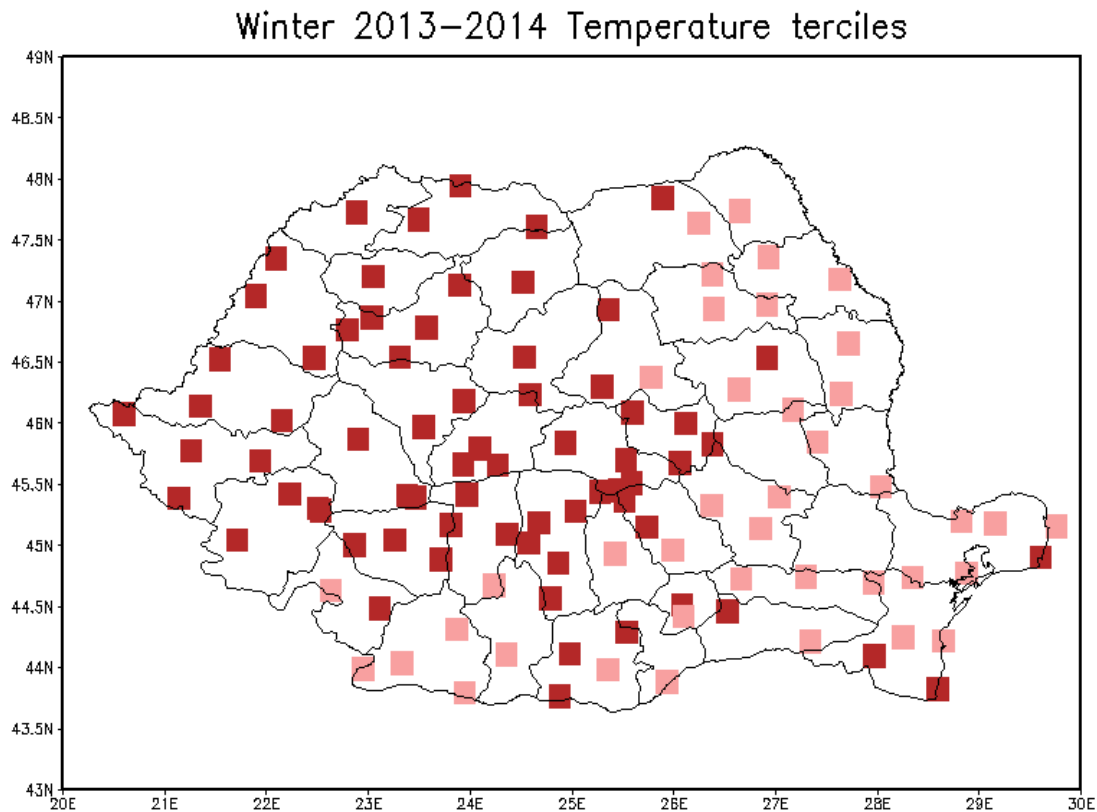 Winter 2013-2014 Temperature terciles
49N
48.5N
48N
47.5N
47N
46.5N
46N
45.5N
45N
44.5N
44N
43.5N
43N
20E 21E 22E 23E 24E 25E 26E 27E 28E 29E 30E